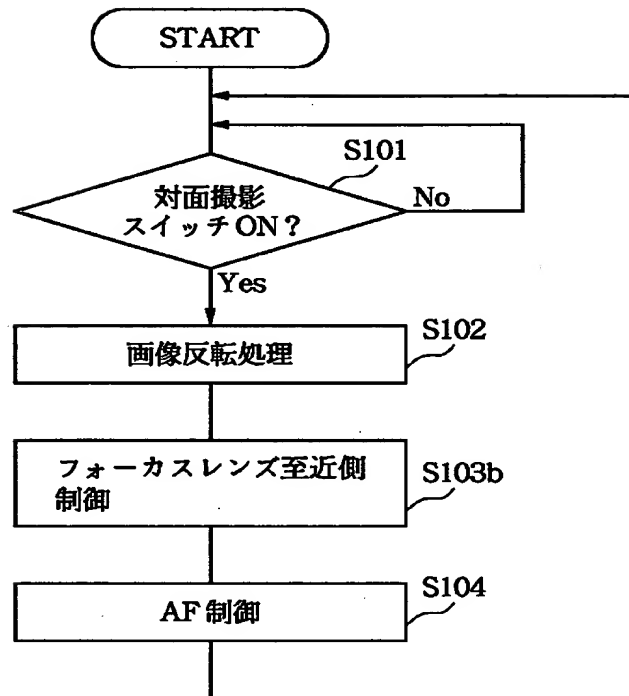 START
S101
対面撮影
スイッチON?
No
Yes
S102
画像反転処理
S103b
フォーカスレンズ至近側
制御
S104
AF制御